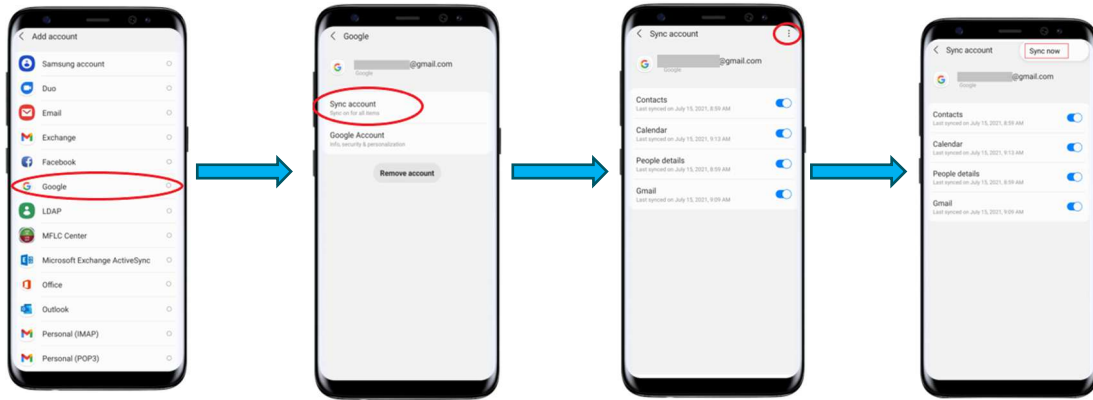 Add account
Samsung account
Duo
Email
Exchange
Facebook
Google
LDAP
MFLC Center
Microsoft Exchange ActiveSync
Office
Outlook
Personal (IMAP)
Personal (POP3)
Google
@gmail.com
Google
Sync account
Sync on for all items
Google Account
Info, security & personalization
Remove account
Sync account
@gmail.com
Google
Contacts
Last synced on July 15, 2021, 8:59 AM
Calendar
Last synced on July 15, 2021, 9:13 AM
People details
Last synced on July 15, 2021, 8:59 AM
Gmail
Last synced on July 15, 2021, 9:09 AM
Sync account
Sync now
@gmail.com
Google
Contacts
Last synced on July 15, 2021, 8:59 AM
Calendar
Last synced on July 15, 2021, 9:13 AM
People details
Last synced on July 15, 2021, 8:59 AM
Gmail
Last synced on July 15, 2021, 9:09 AM